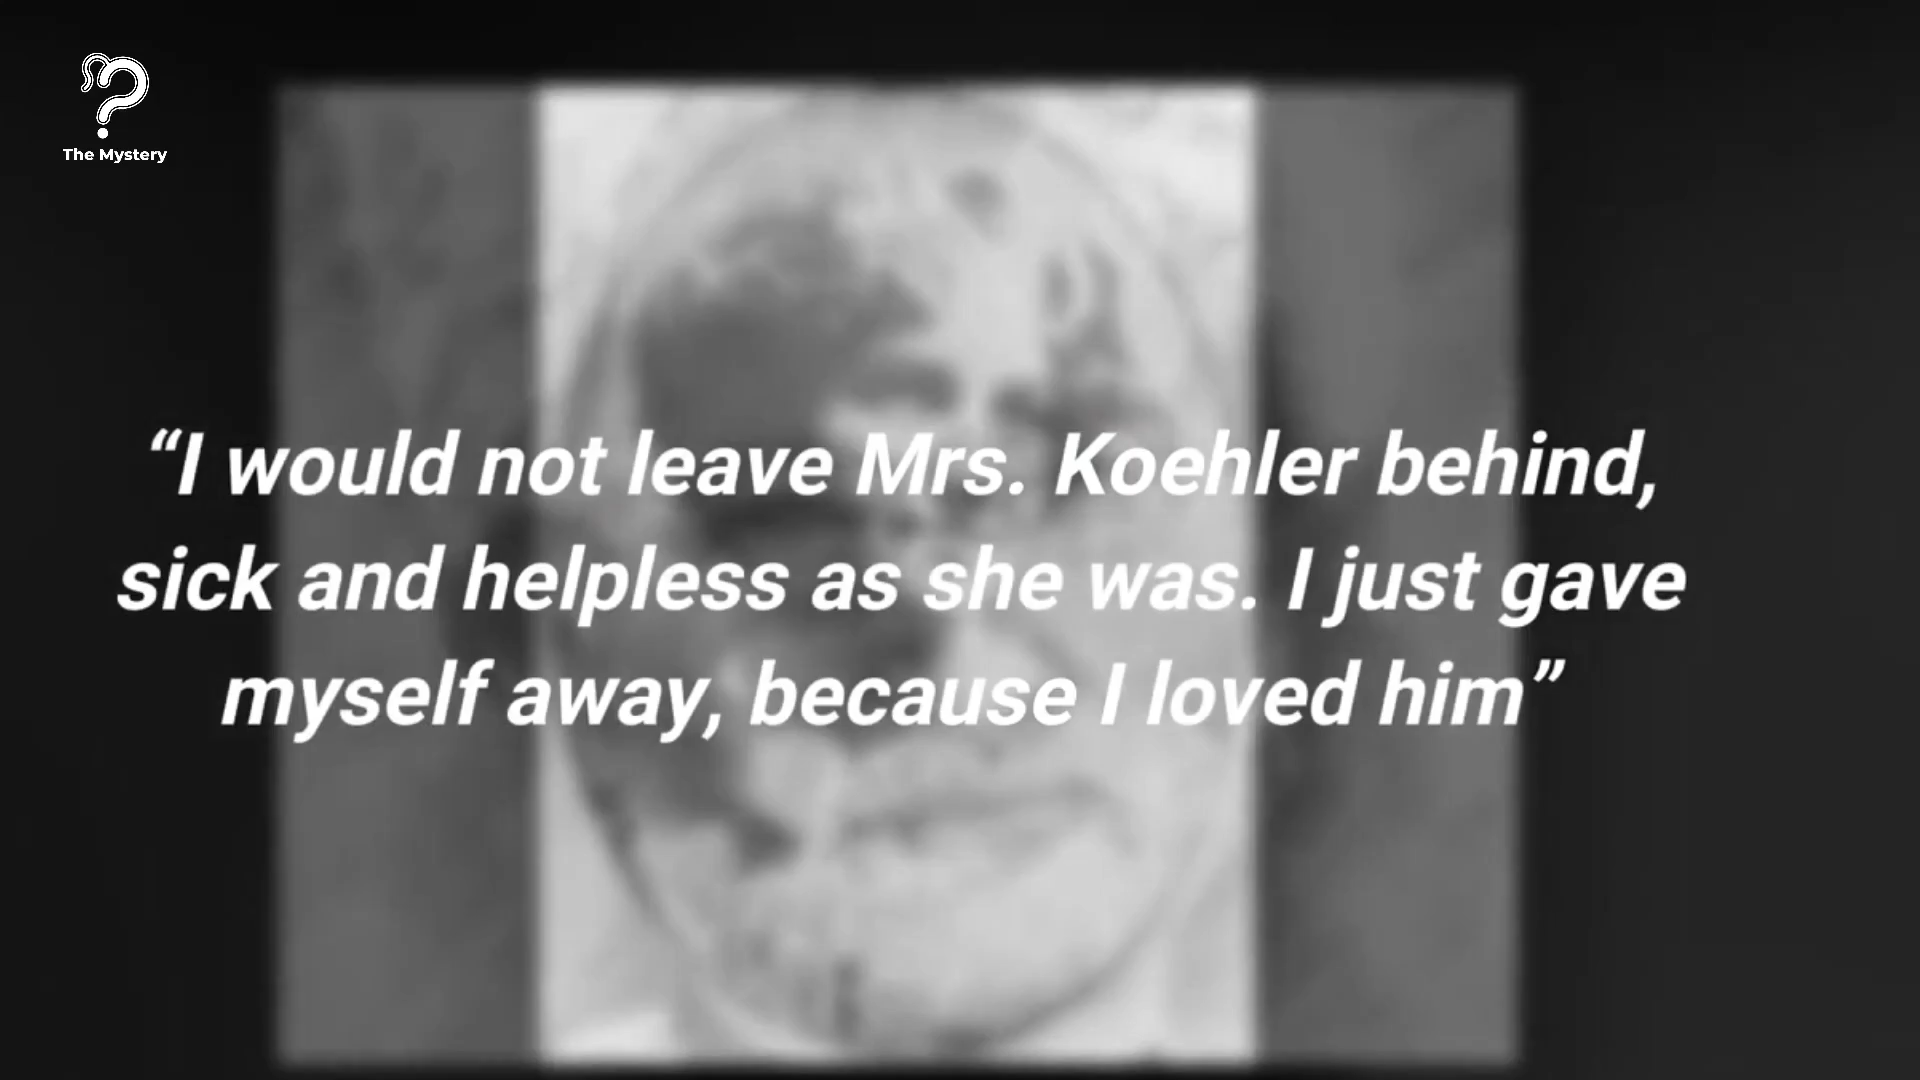 The Mystery
“I would not leave Mrs. Koehler behind,
sick and helpless as she was. I just gave
myself away, because I loved him”